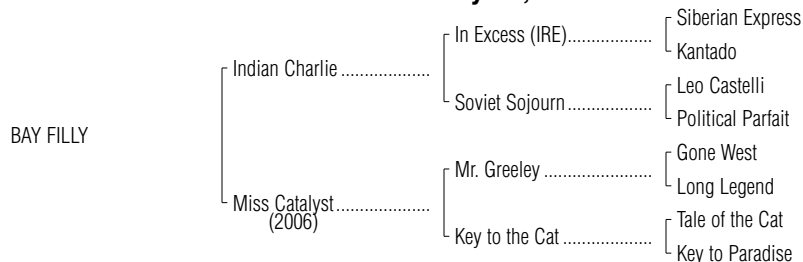 Siberian Express
In Excess (IRE)..................
Kantado
Indian Charlie ...................
Leo Castelli
Soviet Sojourn ..................
Political Parfait
BAY FILLY
Gone West
Mr. Greeley .......................
Long Legend
Miss Catalyst ....................
(2006)
Tale of the Cat
Key to the Cat ...................
Key to Paradise